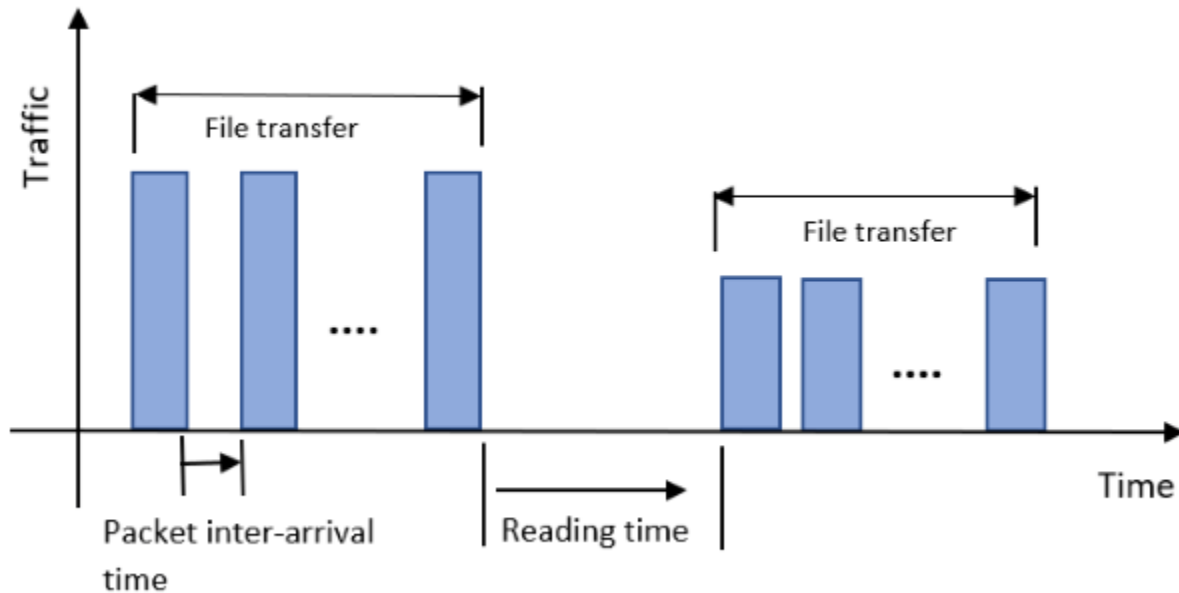 Traffic
File transfer
File transfer
....
....
Time
Packet inter-arrival
time
Reading time